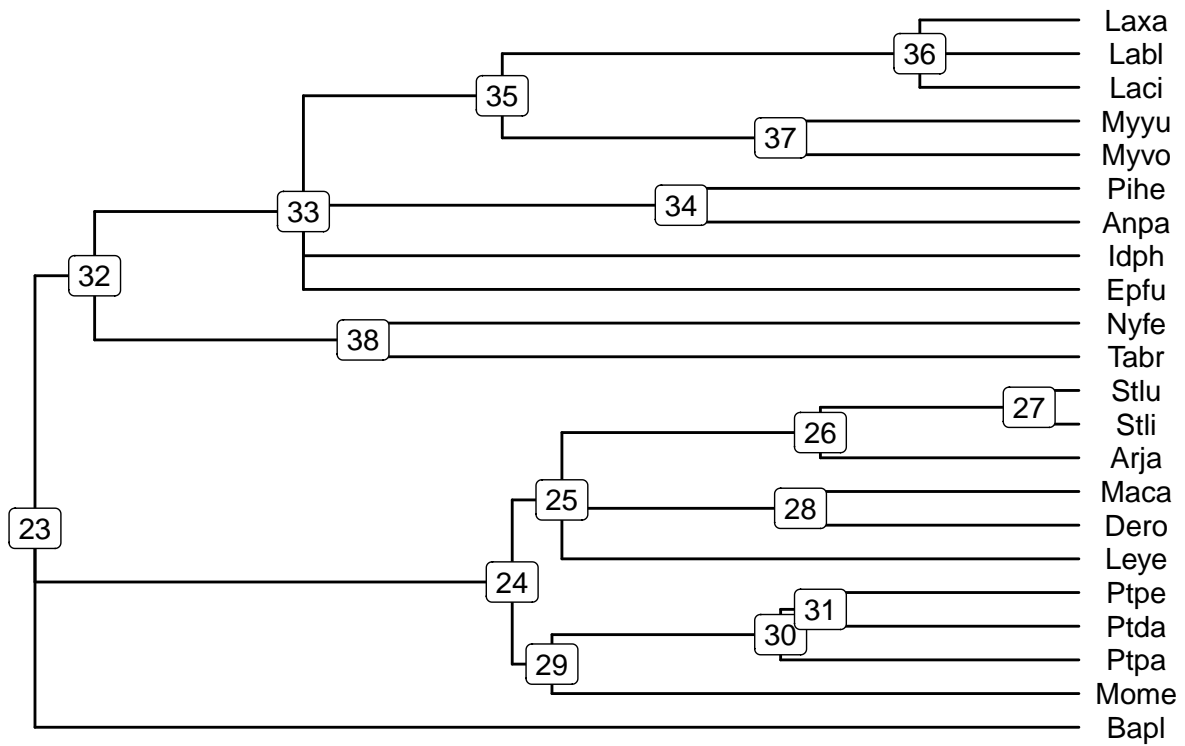 Laxa
36 Labl
35 Laci
Myyu
37
Myvo
Pihe
33 34
Anpa
Idph
32
Epfu
Nyfe
38
Tabr
Stlu
27
Stli
26
Arja
Maca
25 28
23 Dero
Leye
24
Ptpe
31
Ptda
30
29 Ptpa
Mome
Bapl